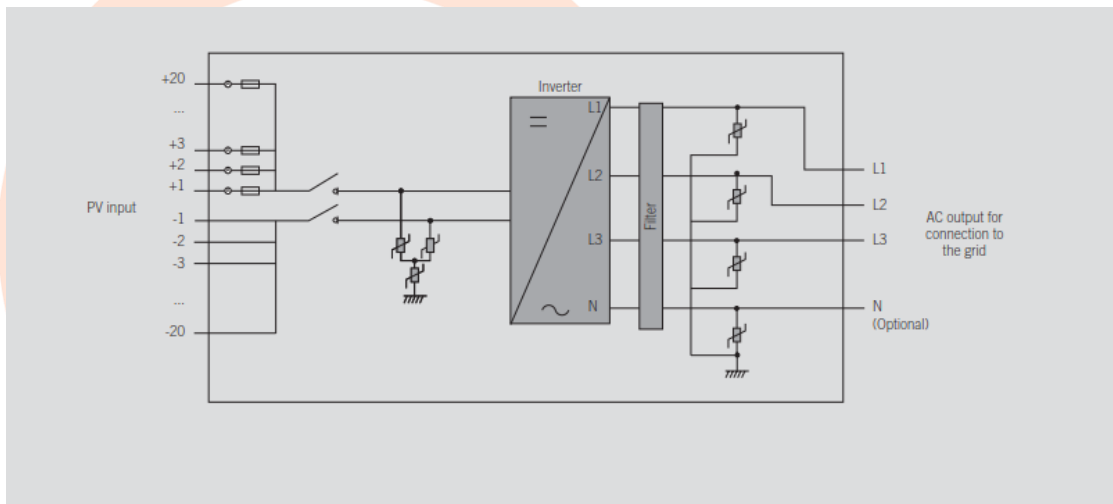 Inverter
+20
...
+3
+2
+1
PV input
-1
-2
-3
...
-20
L1
L2
L3
N
Filter
L1
L2
L3
N
(Optional)
AC output for
connection to
the grid